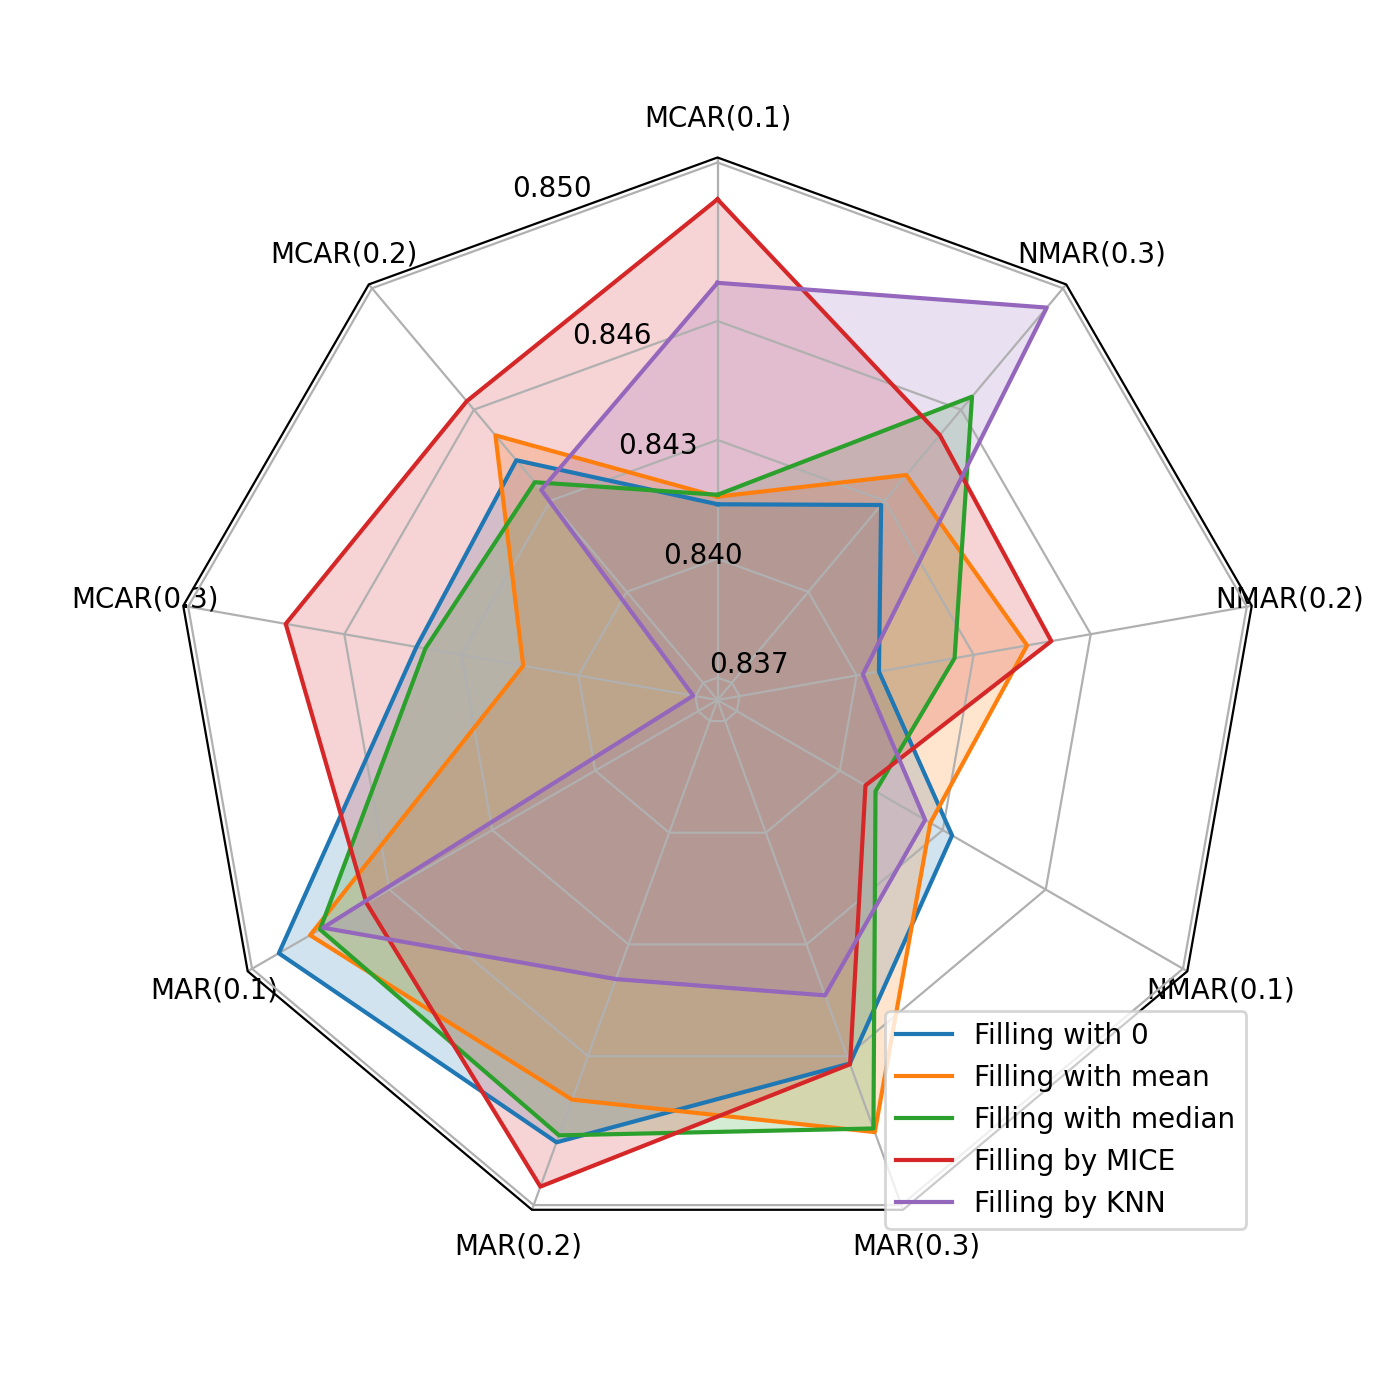 MCAR(0.1)
0.850
MCAR(0.2)
NMAR(0.3)
0.846
0.843
0.840
MCAR(0.3)
NMAR(0.2)
0.837
MAR(0.1)
NMAR(0.1)
Filling with 0
Filling with mean
Filling with median
Filling by MICE
Filling by KNN
MAR(0.2)
MAR(0.3)